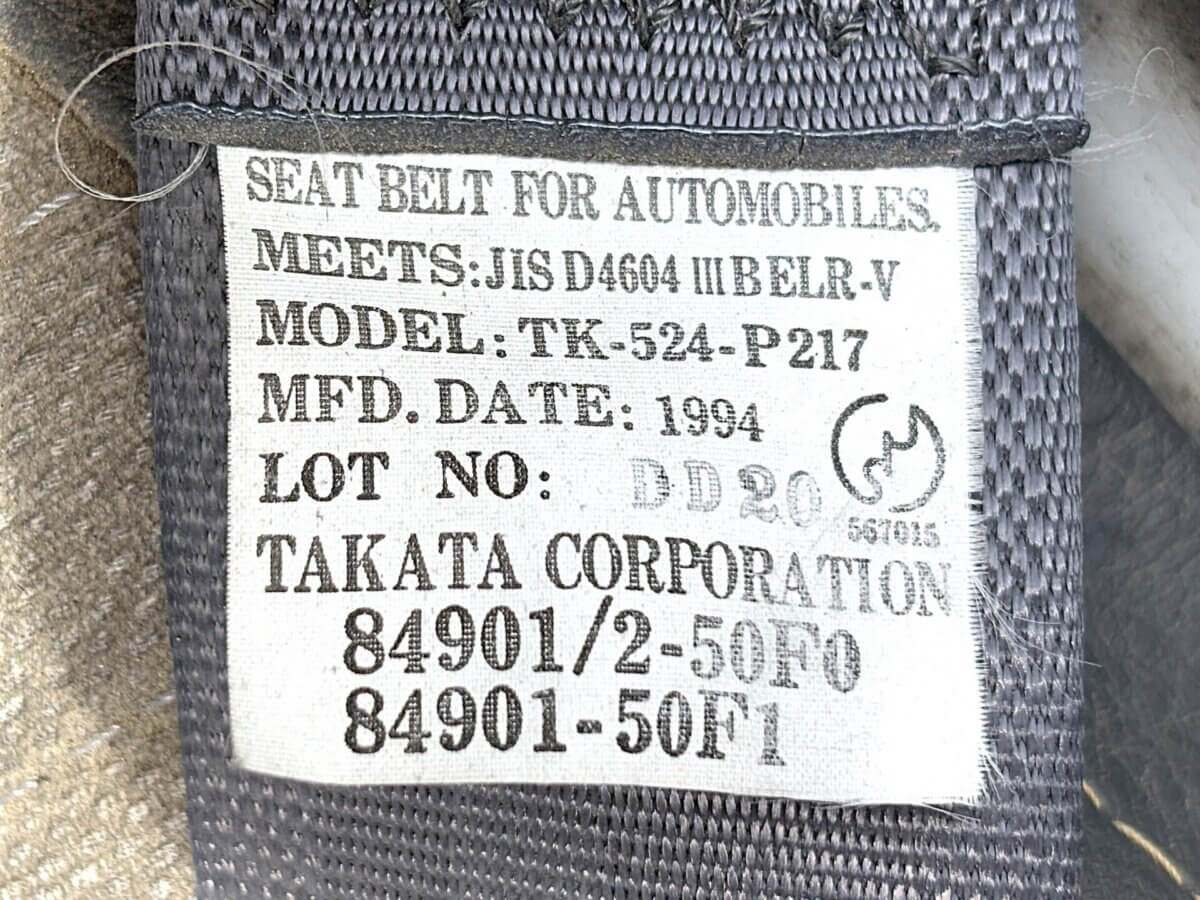 SEAT BELT FOR AUTOMOBILES.
MEETS:JIS D4604 III B ELR-V
MODEL: TK-524-P217
MFD. DATE: 1994
LOT NO: DD20
567015
TAKATA CORPORATION
84901/2-50F0
84901-50F1